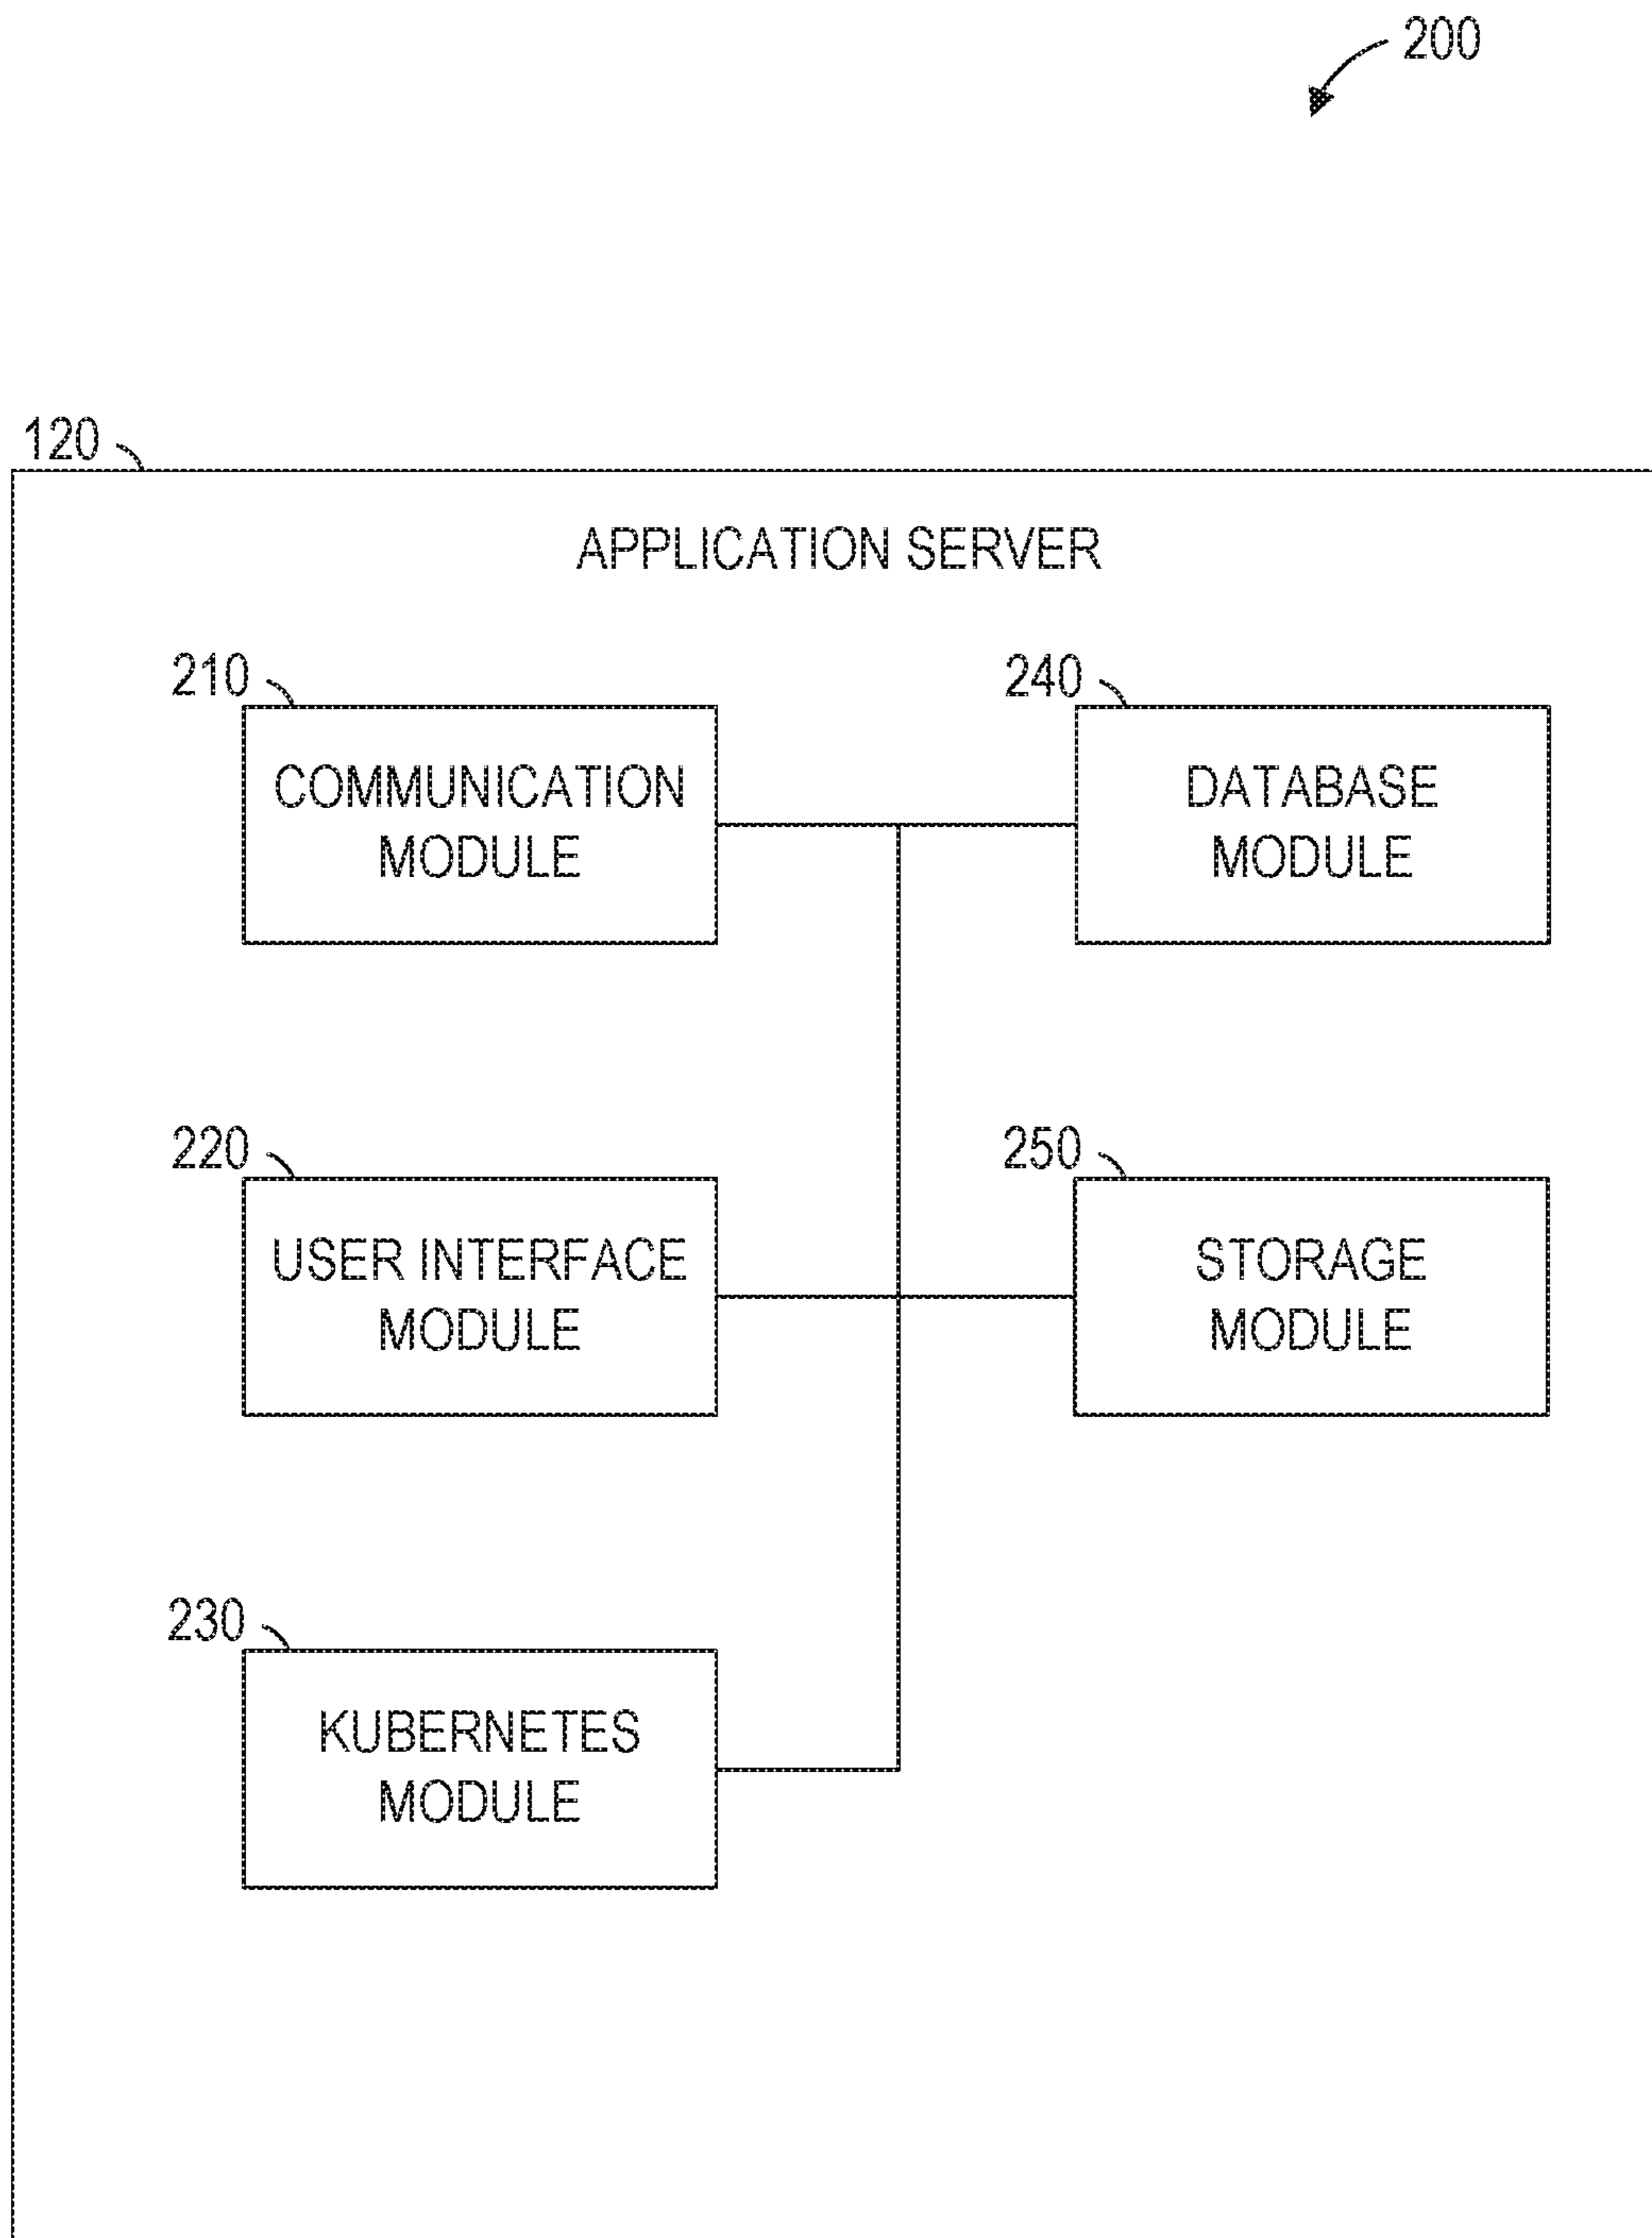 200
120
APPLICATION SERVER
210
COMMUNICATION
MODULE
240
DATABASE
MODULE
220
USER INTERFACE
MODULE
250
STORAGE
MODULE
230
KUBERNETES
MODULE